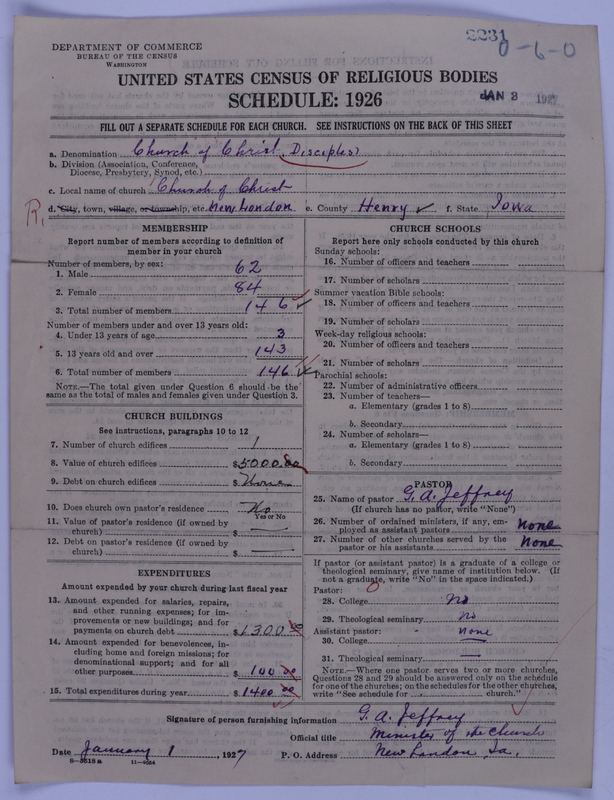 2231 0-6-0
DEPARTMENT OF COMMERCE
BUREAU OF THE CENSUS
WASHINGTON
UNITED STATES CENSUS OF RELIGIOUS BODIES
SCHEDULE: 1926
JAN 3 1927
FILL OUT A SEPARATE SCHEDULE FOR EACH CHURCH. SEE INSTRUCTIONS ON THE BACK OF THIS SHEET
a. Denomination Church of Christ (Disciples)
b. Division (Association, Conference, Diocese, Presbytery, Synod, etc.)
c. Local name of church Church of Christ
R, d. City, town, village, or township, etc. New London e. County Henry ✓ f. State Iowa
MEMBERSHIP
Report number of members according to definition of member in your church
Number of members, by sex:
1. Male 62
2. Female 84
3. Total number of members 146 ✓
Number of members under and over 13 years old:
4. Under 13 years of age 3
5. 13 years old and over 143
6. Total number of members 146 ✓
NOTE.—The total given under Question 6 should be the same as the total of males and females given under Question 3.
CHURCH BUILDINGS
See instructions, paragraphs 10 to 12
7. Number of church edifices 1
8. Value of church edifices $5000.00
9. Debt on church edifices $None
10. Does church own pastor's residence No
Yes or No
11. Value of pastor's residence (if owned by church) $ —
12. Debt on pastor's residence (if owned by church) $ —
EXPENDITURES
Amount expended by your church during last fiscal year
13. Amount expended for salaries, repairs, and other running expenses; for improvements or new buildings; and for payments on church debt $1300 00
14. Amount expended for benevolences, including home and foreign missions; for denominational support; and for all other purposes $100 00
15. Total expenditures during year $1400 00
CHURCH SCHOOLS
Report here only schools conducted by this church
Sunday schools:
16. Number of officers and teachers
17. Number of scholars
Summer vacation Bible schools:
18. Number of officers and teachers
19. Number of scholars
Week-day religious schools:
20. Number of officers and teachers
21. Number of scholars
Parochial schools:
22. Number of administrative officers
23. Number of teachers—
a. Elementary (grades 1 to 8)
b. Secondary
24. Number of scholars—
a. Elementary (grades 1 to 8)
b. Secondary
PASTOR
25. Name of pastor G. A. Jeffrey
(If church has no pastor, write "None")
26. Number of ordained ministers, if any, employed as assistant pastors None
27. Number of other churches served by the pastor or his assistants None
If pastor (or assistant pastor) is a graduate of a college or theological seminary, give name of institution below. (If not a graduate, write "No" in the space indicated.)
Pastor: 0
28. College No
29. Theological seminary No
Assistant pastor: None
30. College —
31. Theological seminary —
NOTE.—Where one pastor serves two or more churches, Questions 28 and 29 should be answered only on the schedule for one of the churches; on the schedules for the other churches, write "See schedule for church."
Signature of person furnishing information G. A. Jeffrey
Official title Minister of the Church
Date January 1, 1927 P. O. Address New London, Ia.
8-3518a 11-9564